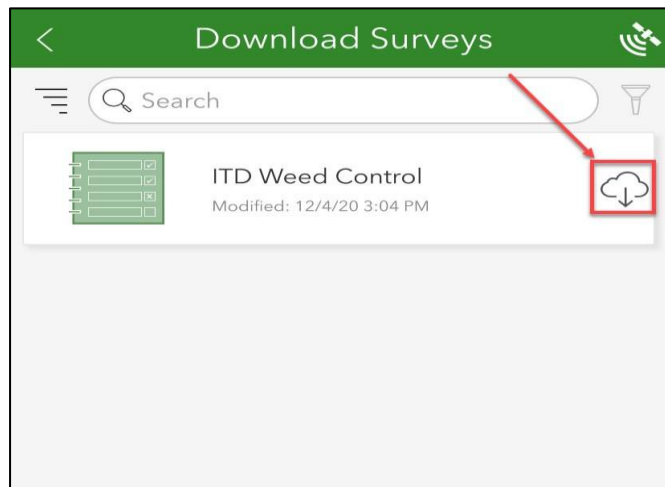 Download Surveys
Search
ITD Weed Control
Modified: 12/4/20 3:04 PM